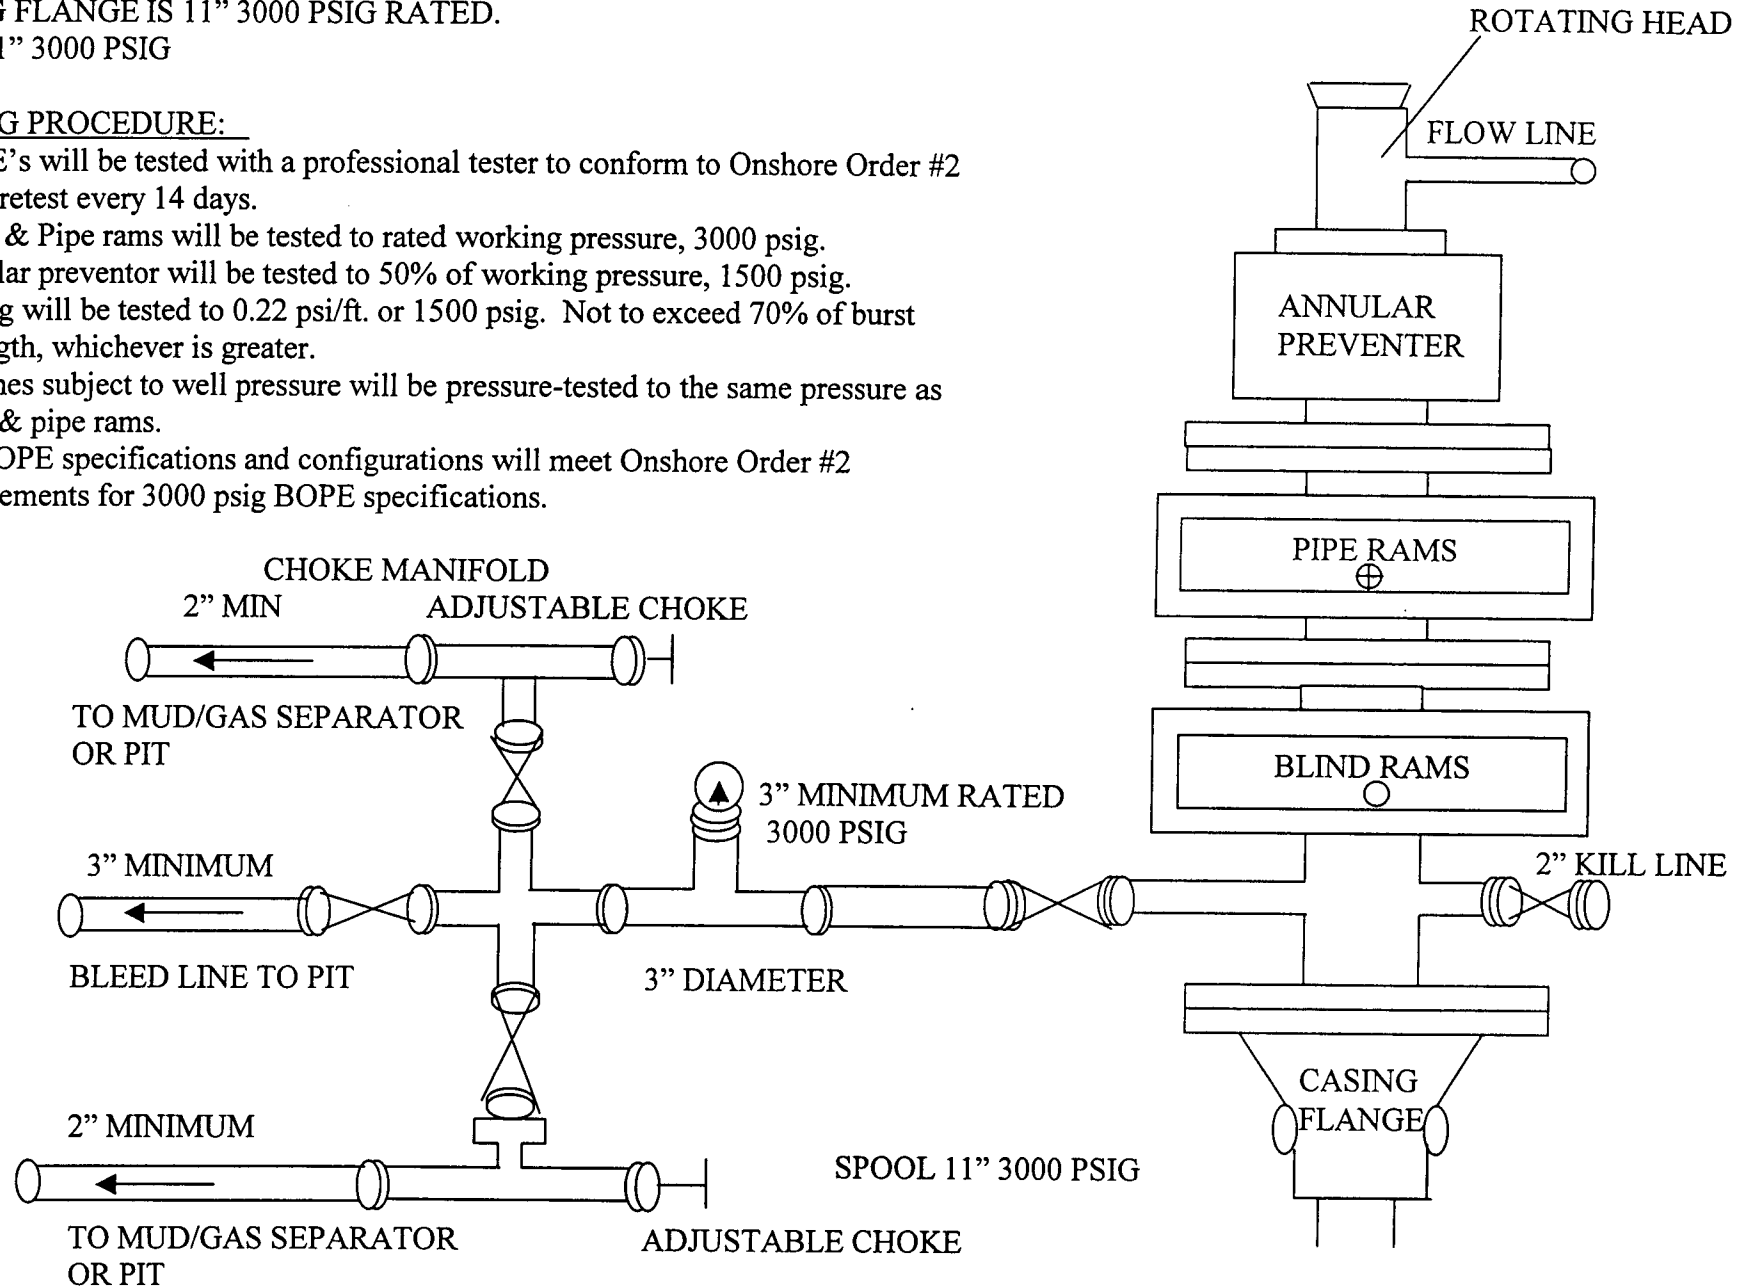 FLANGE IS 11” 3000 PSIG RATED.
1” 3000 PSIG
G PROCEDURE:
E’s will be tested with a professional tester to conform to Onshore Order #2
retest every 14 days.
& Pipe rams will be tested to rated working pressure, 3000 psig.
lar preventor will be tested to 50% of working pressure, 1500 psig.
g will be tested to 0.22 psi/ft. or 1500 psig. Not to exceed 70% of burst
gth, whichever is greater.
nes subject to well pressure will be pressure-tested to the same pressure as
& pipe rams.
OPE specifications and configurations will meet Onshore Order #2
ements for 3000 psig BOPE specifications.
ROTATING HEAD
FLOW LINE
ANNULAR
PREVENTER
PIPE RAMS
BLIND RAMS
2” KILL LINE
CASING
FLANGE
CHOKE MANIFOLD
2” MIN
ADJUSTABLE CHOKE
TO MUD/GAS SEPARATOR
OR PIT
3” MINIMUM RATED
3000 PSIG
3” MINIMUM
BLEED LINE TO PIT
3” DIAMETER
2” MINIMUM
SPOOL 11” 3000 PSIG
TO MUD/GAS SEPARATOR
OR PIT
ADJUSTABLE CHOKE